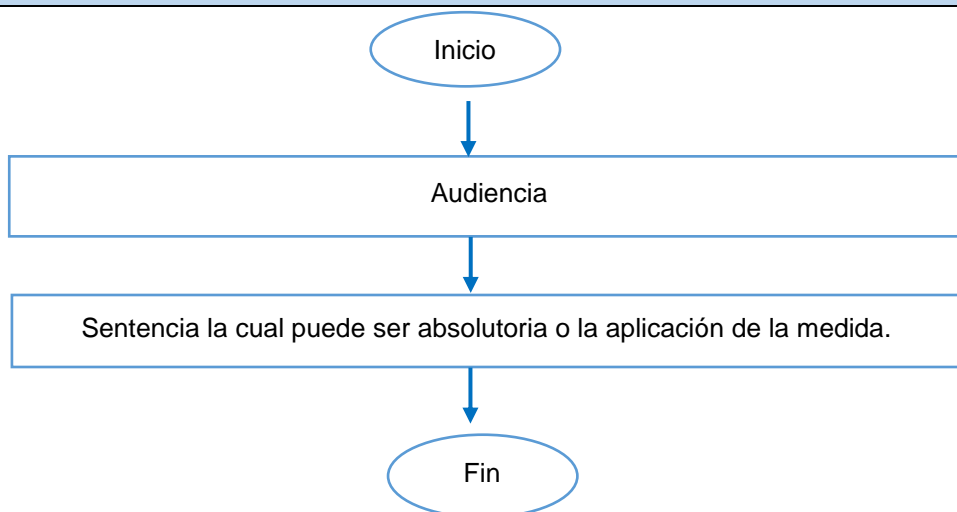 Inicio
Audiencia
Sentencia la cual puede ser absolutoria o la aplicación de la medida.
Fin